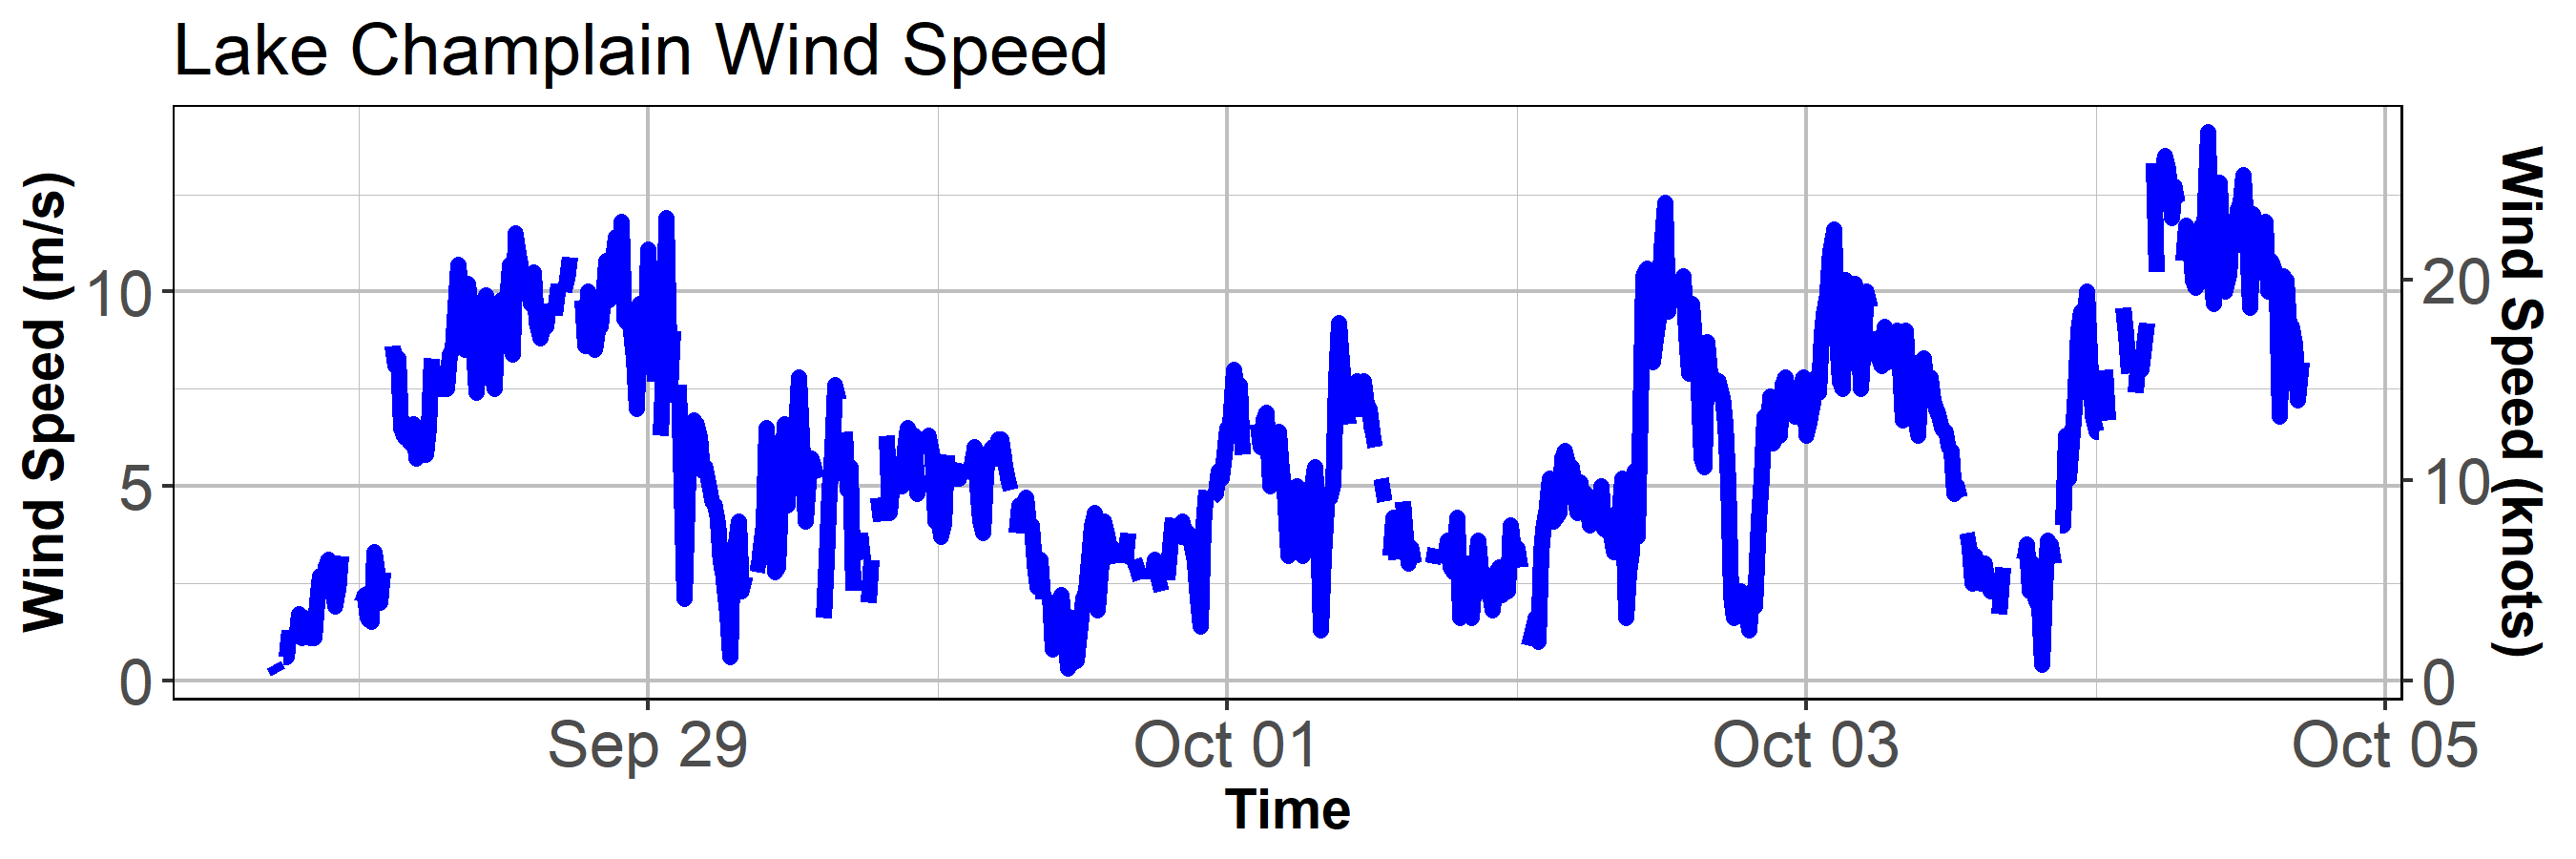 Lake Champlain Wind Speed
Wind Speed (m/s)
10
5
0
20
10
0
Wind Speed (knots)
Sep 29
Oct 01
Oct 03
Oct 05
Time